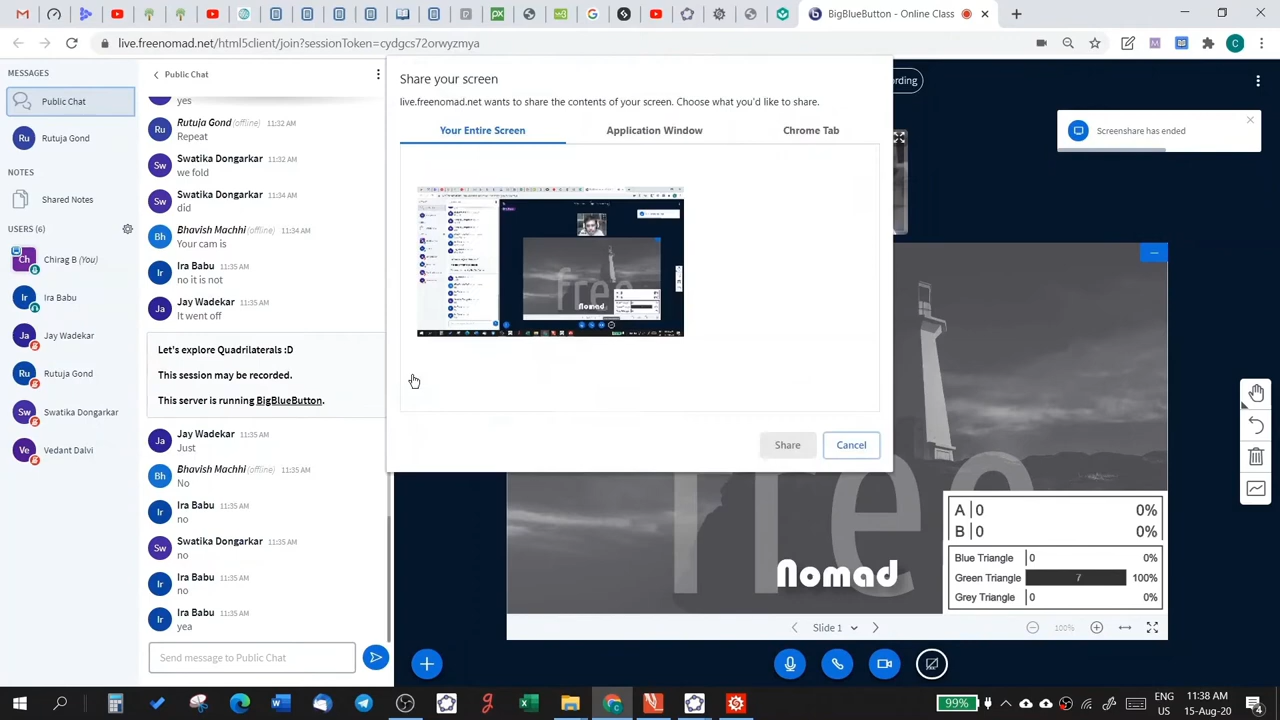 BigBlueButton - Online Class
live.freenomad.net/html5client/join?sessionToken=cydgcs72orwyzmya
MESSAGES
Public Chat
Rutuja Gond
NOTES
Shared Notes
USERS(6)
Chirag B (You)
Ira Babu
Jay Wadekar
Rutuja Gond
Swatika Dongarkar
Vedant Dalvi
Public Chat
yes
Rutuja Gond (offline) 11:32 AM
Repeat
Swatika Dongarkar 11:32 AM
we fold
Swatika Dongarkar 11:34 AM
did
Bhavish Machhi (offline) 11:34 AM
Your cam is
Ira Babu 11:35 AM
no it is not
Jay Wadekar 11:35 AM
It went off
Let's explore Quadrilaterals :D
This session may be recorded.
This server is running BigBlueButton.
Jay Wadekar 11:35 AM
Just
Bhavish Machhi (offline) 11:35 AM
No
Ira Babu 11:35 AM
no
Swatika Dongarkar 11:35 AM
no
Ira Babu 11:35 AM
no
Ira Babu 11:35 AM
yea
Send message to Public Chat
Share your screen
live.freenomad.net wants to share the contents of your screen. Choose what you'd like to share.
Your Entire Screen
Application Window
Chrome Tab
free
Nomad
Share
Cancel
Screenshare has ended
free
Nomad
A 0 0%
B 0 0%
Blue Triangle 0 0%
Green Triangle 7 100%
Grey Triangle 0 0%
Slide 1
100%
99%
ENG
US
11:38 AM
15-Aug-20